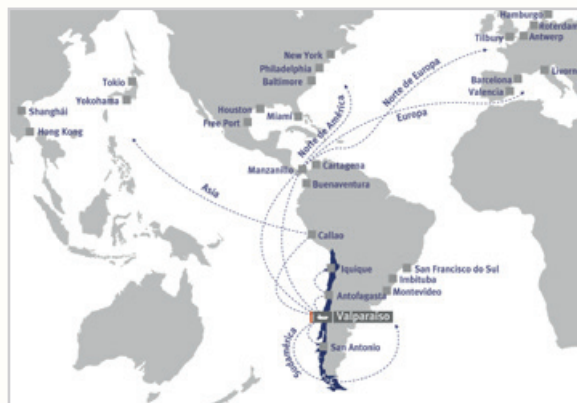 Hamburgo
Roterdam
Tilbury
Antwerp
New York
Philadelphia
Baltimore
Tokio
Yokohama
Shanghái
Hong Kong
Houston
Free Port
Miami
Norte de América
Norte de Europa
Europa
Barcelona
Valencia
Livorn
Manzanillo
Cartagena
Buenaventura
Asia
Callao
Iquique
San Francisco do Sul
Imbituba
Montevideo
Antofagasta
Valparaíso
San Antonio
Sudamérica